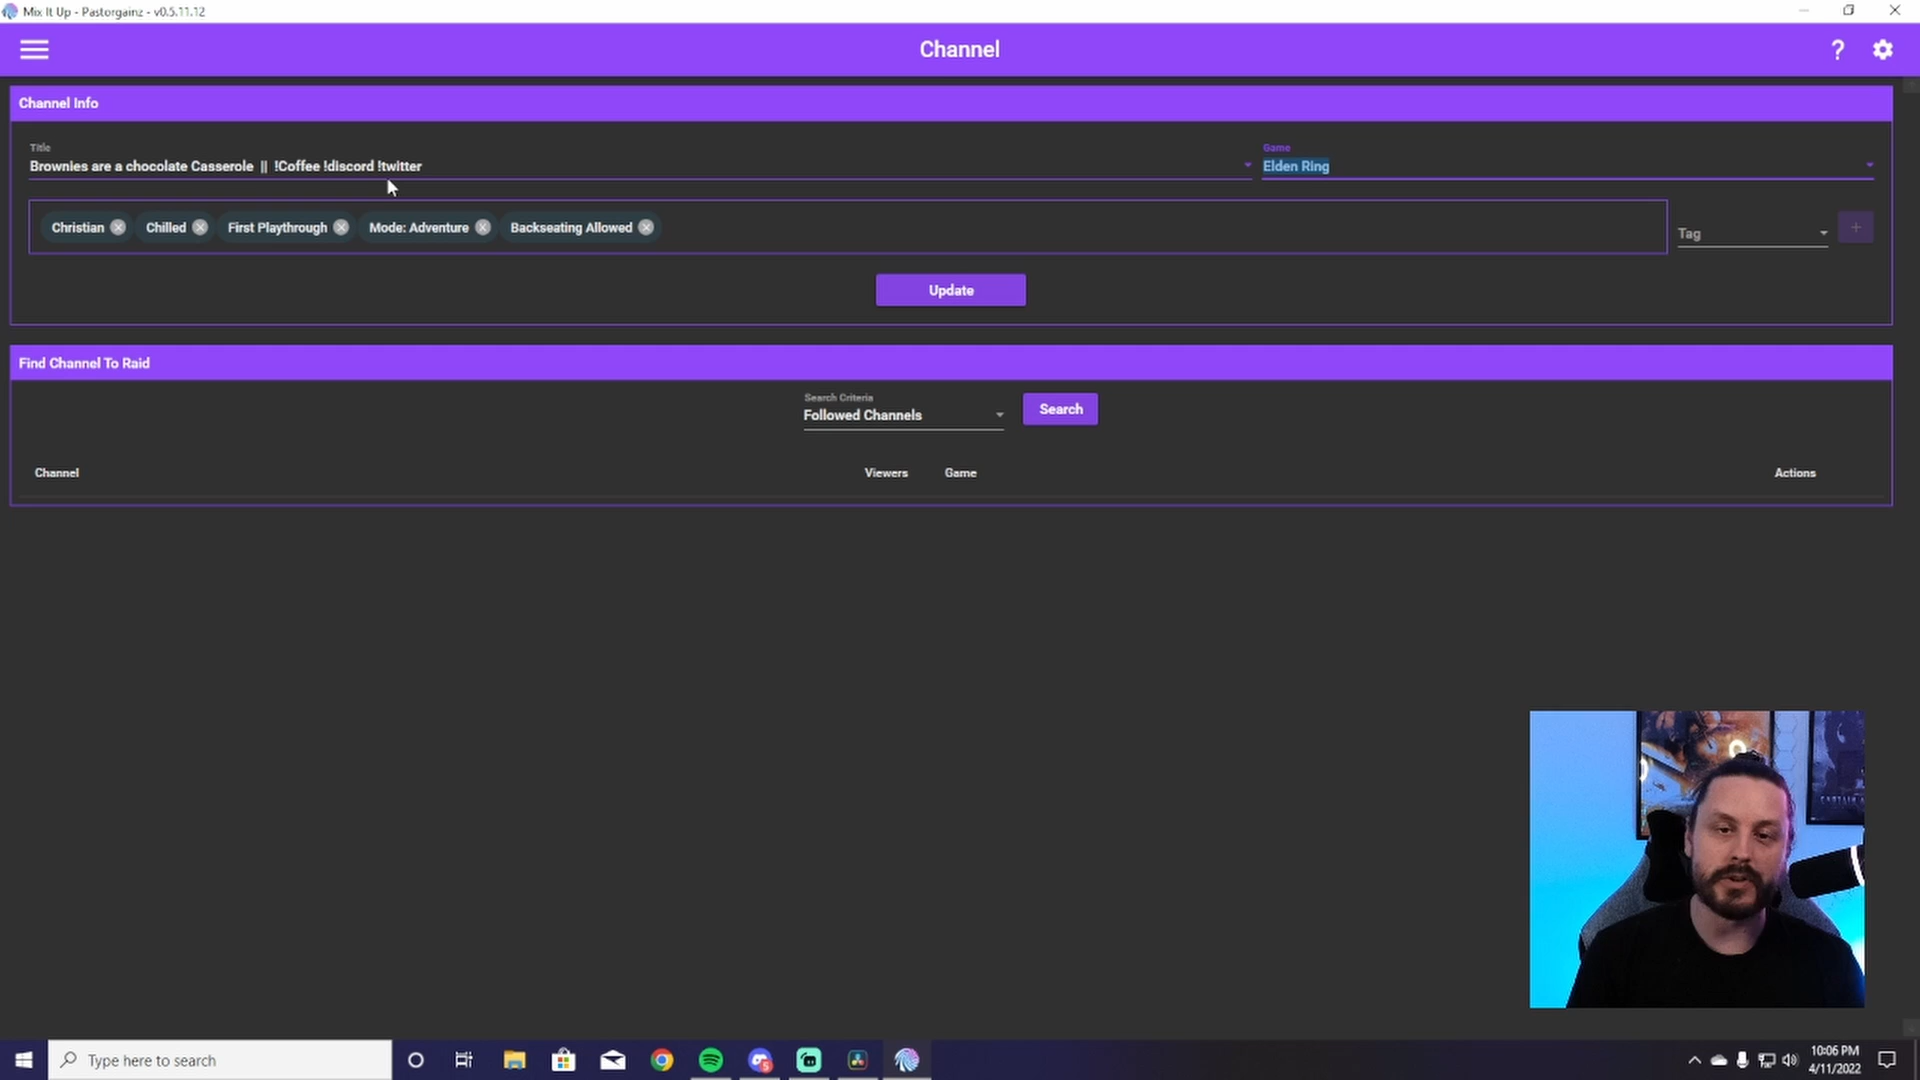 Mix It Up - Pastorgainz - v0.5.11.12
Channel
?
Channel Info
Title
Brownies are a chocolate Casserole || !Coffee !discord !twitter
Game
Elden Ring
Christian
Chilled
First Playthrough
Mode: Adventure
Backseating Allowed
Tag
+
Update
Find Channel To Raid
Search Criteria
Followed Channels
Search
Channel
Viewers
Game
Actions
CAPTAIN
Type here to search
5
10:06 PM
4/11/2022